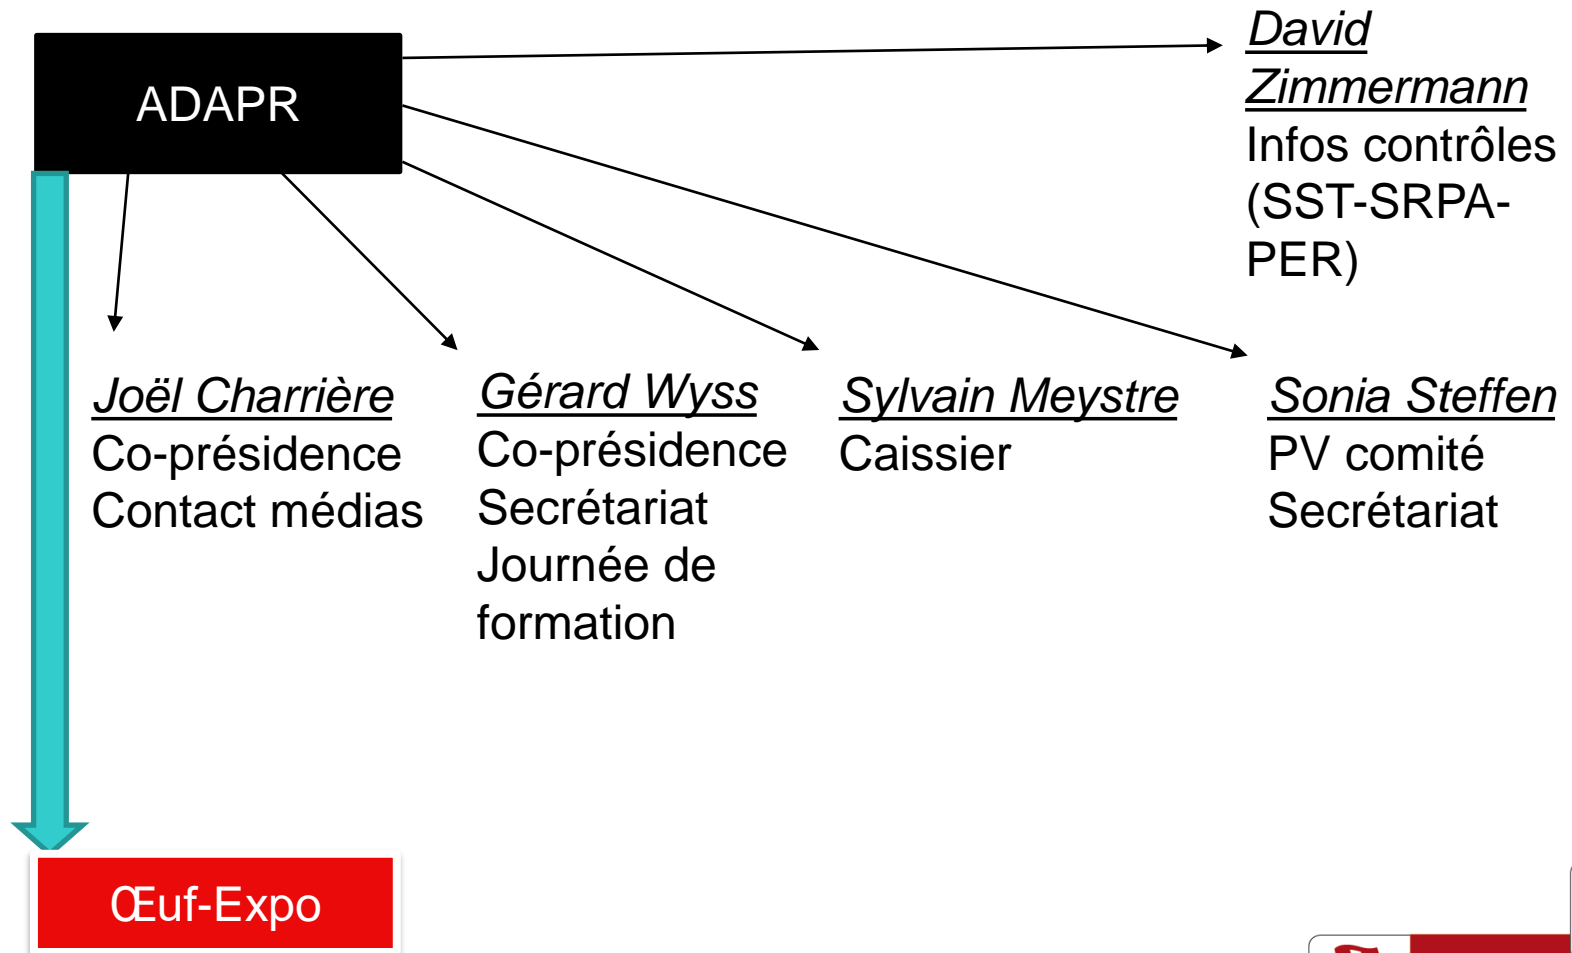 ADAPR
David
Zimmermann
Infos contrôles
(SST-SRPA-
PER)
Joël Charrière
Co-présidence
Contact médias
Gérard Wyss
Co-présidence
Secrétariat
Journée de
formation
Sylvain Meystre
Caissier
Sonia Steffen
PV comité
Secrétariat
Œuf-Expo